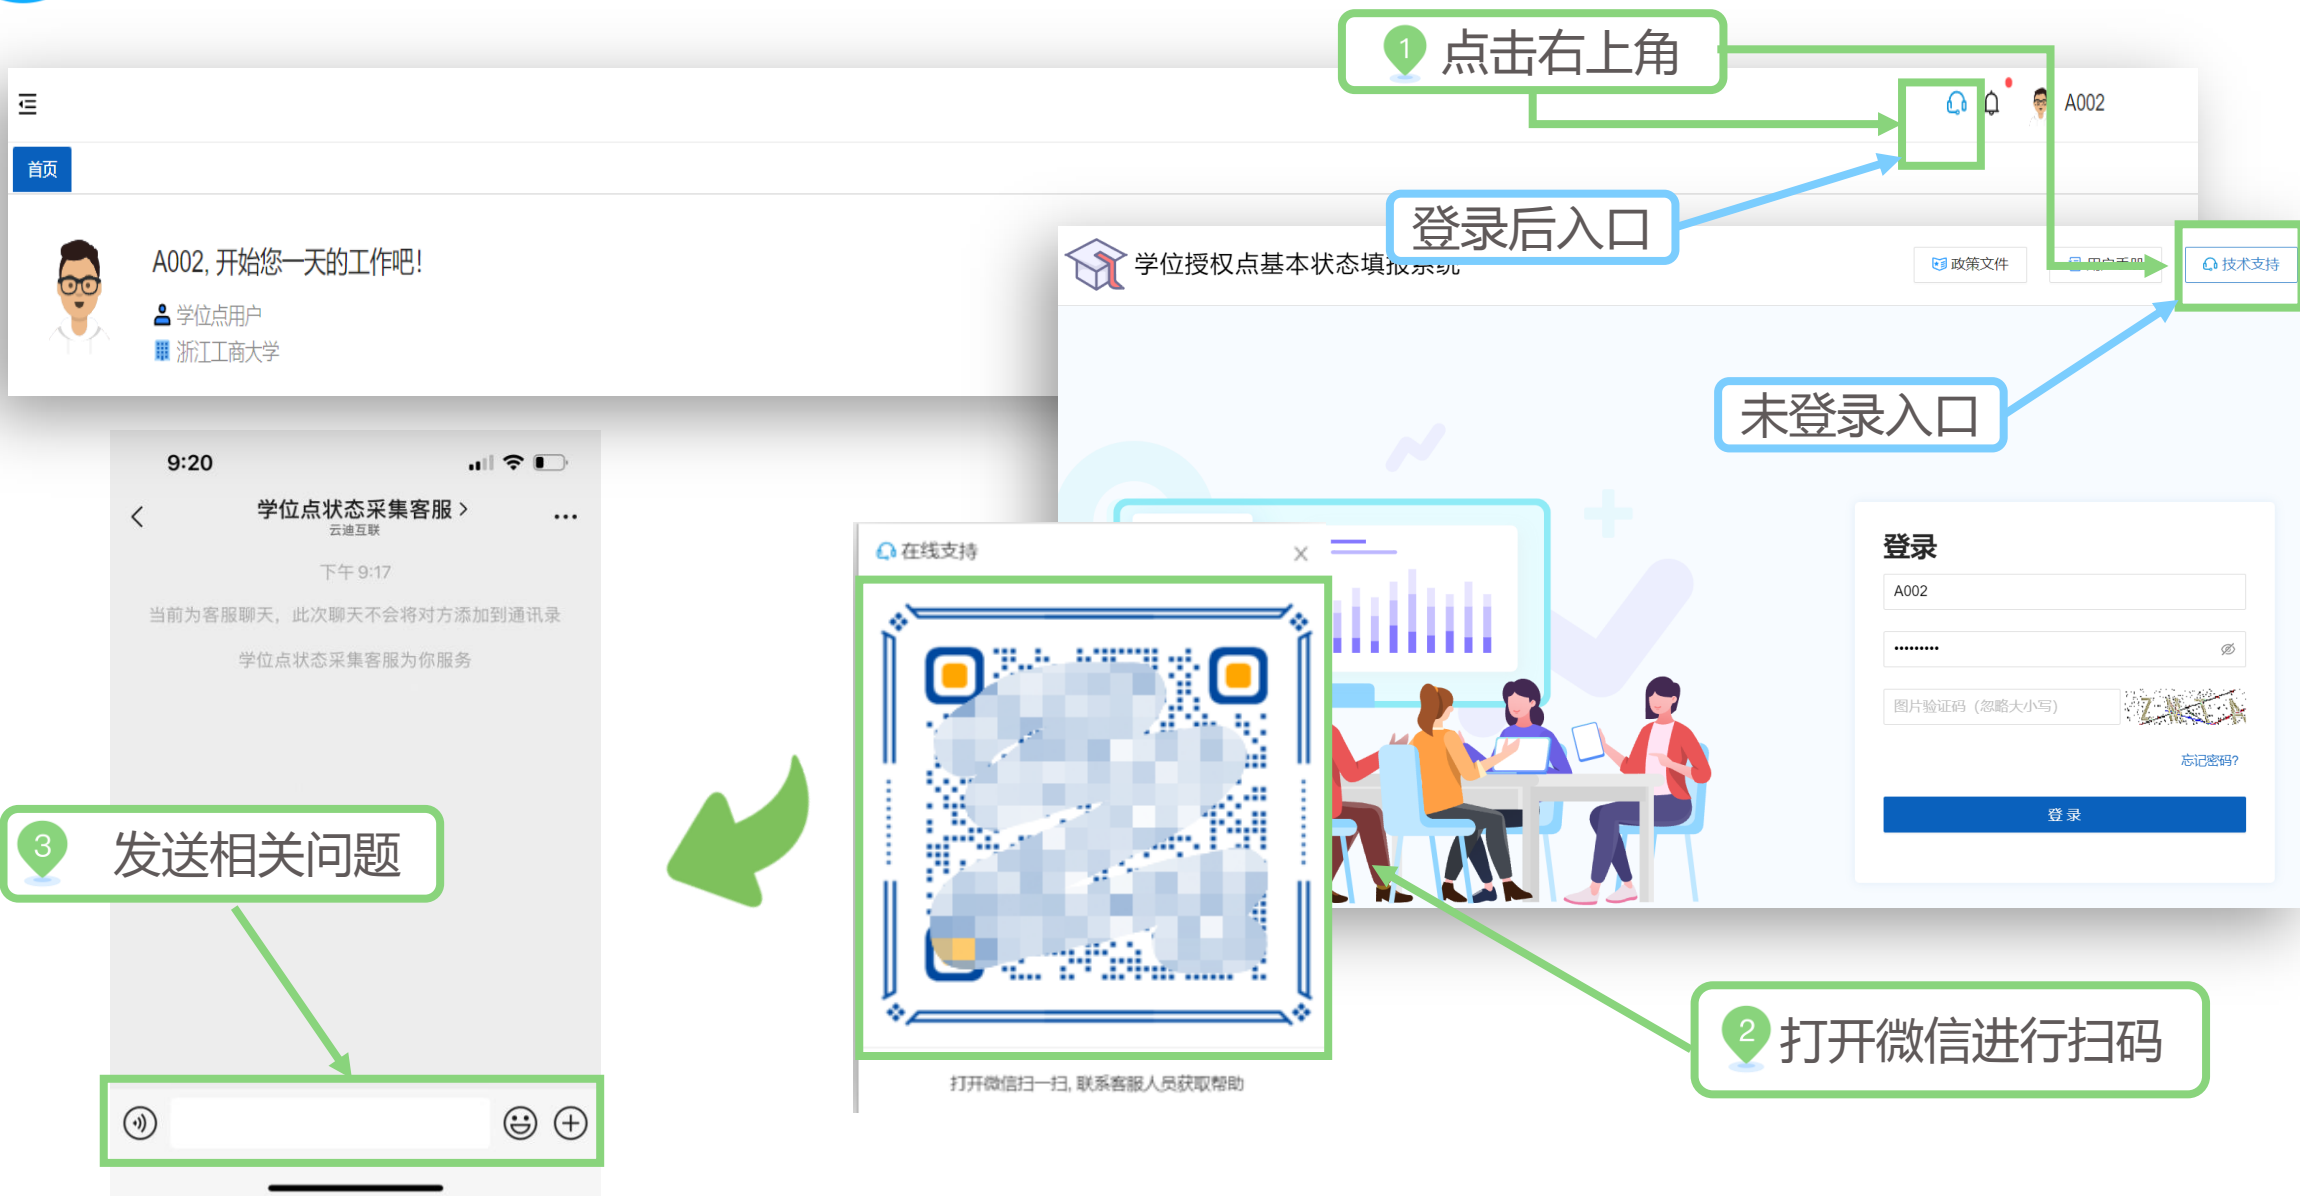 1 点击右上角
A002
首页
登录后入口
A002, 开始您一天的工作吧！
学位点用户
浙江工商大学
学位授权点基本状态填报系统
政策文件
用户手册
技术支持
未登录入口
9:20
学位点状态采集客服 >
云迪互联
下午 9:17
当前为客服聊天，此次聊天不会将对方添加到通讯录
学位点状态采集客服为你服务
3 发送相关问题
在线支持
打开微信扫一扫, 联系客服人员获取帮助
登录
A002
图片验证码（忽略大小写）
忘记密码?
登 录
2 打开微信进行扫码